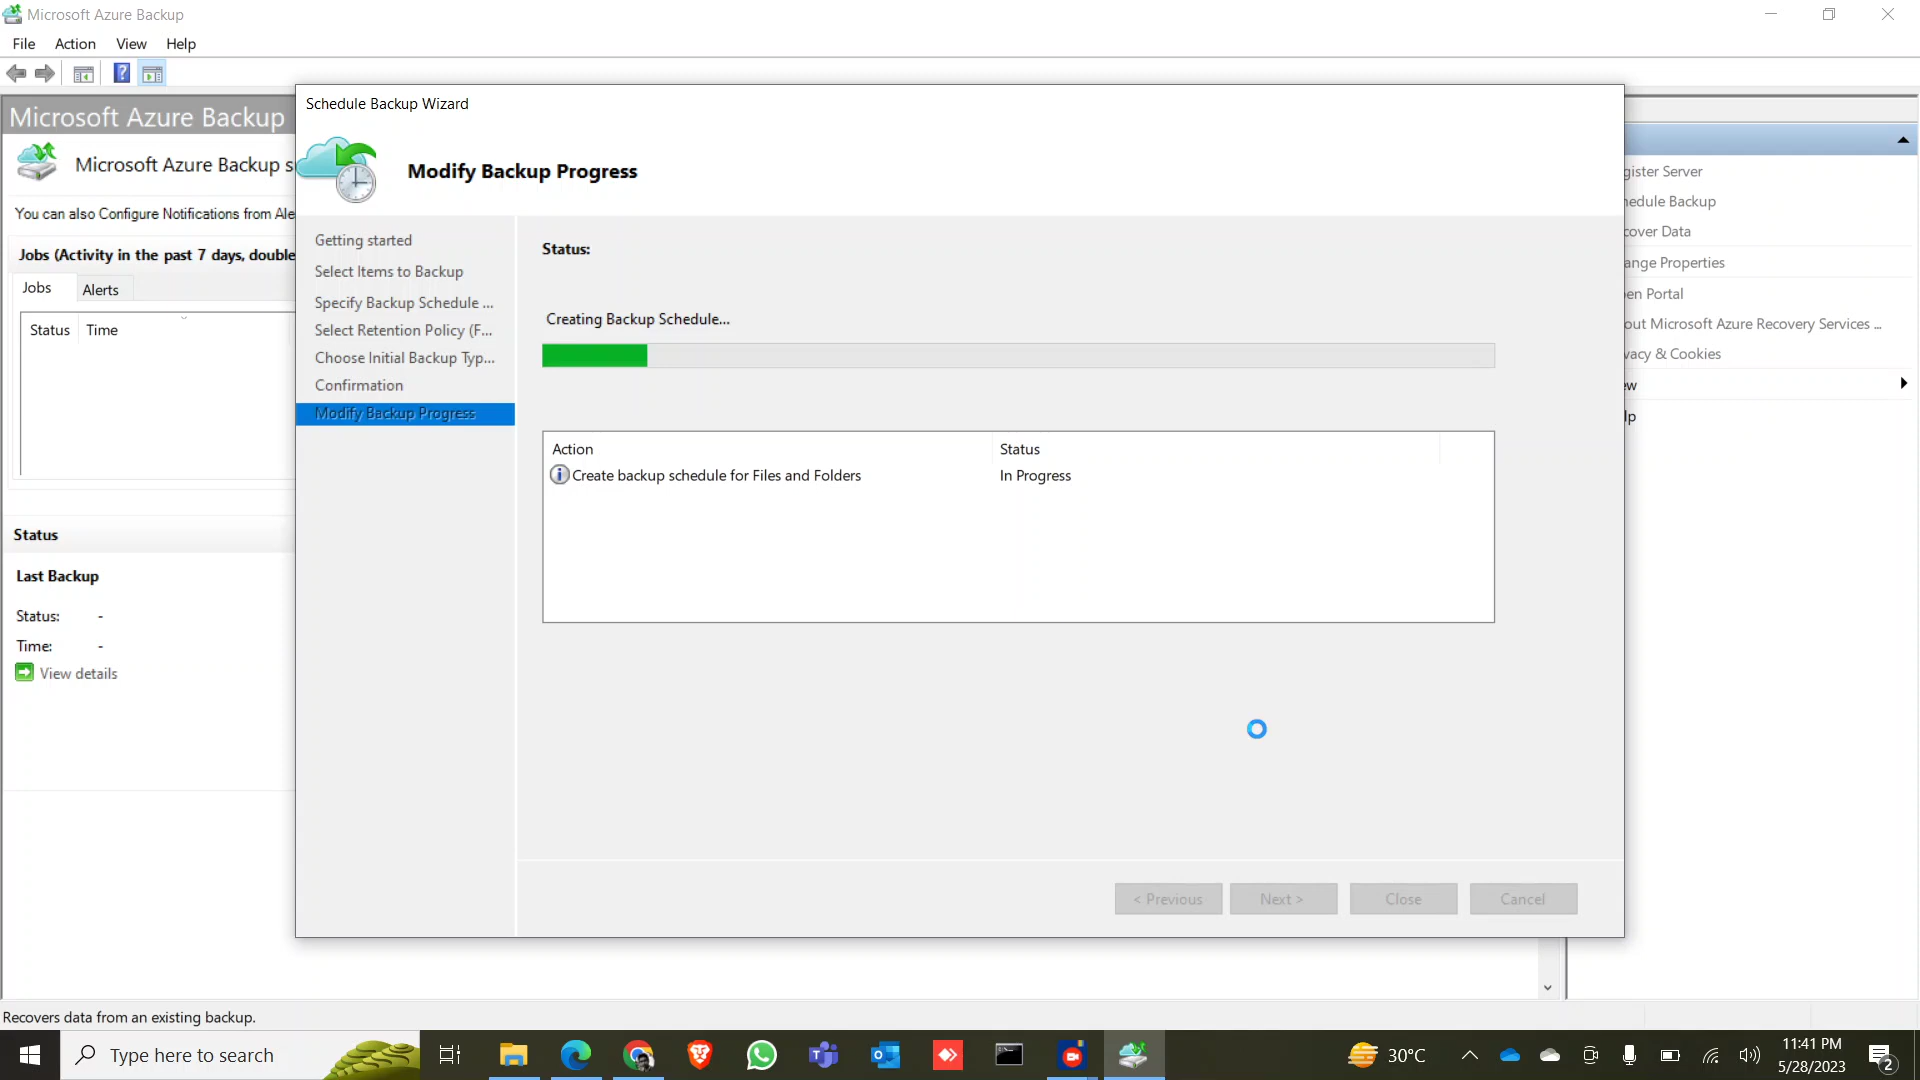 Microsoft Azure Backup
File Action View Help
Microsoft Azure Backup
Microsoft Azure Backup s
You can also Configure Notifications from Ale
Jobs (Activity in the past 7 days, double
Jobs Alerts
Status Time
Status
Last Backup
Status: -
Time: -
View details
Schedule Backup Wizard
Modify Backup Progress
Getting started
Select Items to Backup
Specify Backup Schedule ...
Select Retention Policy (F...
Choose Initial Backup Typ...
Confirmation
Modify Backup Progress
Status:
Creating Backup Schedule...
Action Status
Create backup schedule for Files and Folders In Progress
< Previous Next > Close Cancel
gister Server
hedule Backup
cover Data
ange Properties
en Portal
out Microsoft Azure Recovery Services ...
vacy & Cookies
ew
lp
Recovers data from an existing backup.
Type here to search
30°C
11:41 PM
5/28/2023
2